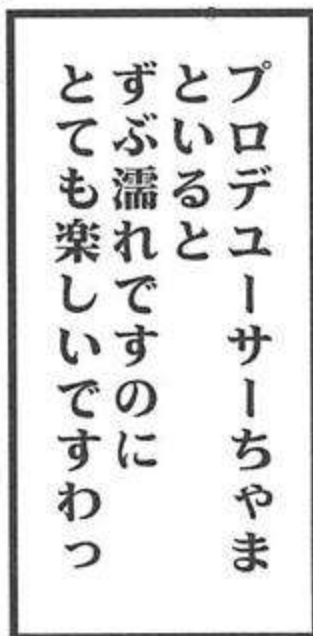 プロデューサーちゃま
といると
ずぶ濡れですのに
とても楽しいですわっ